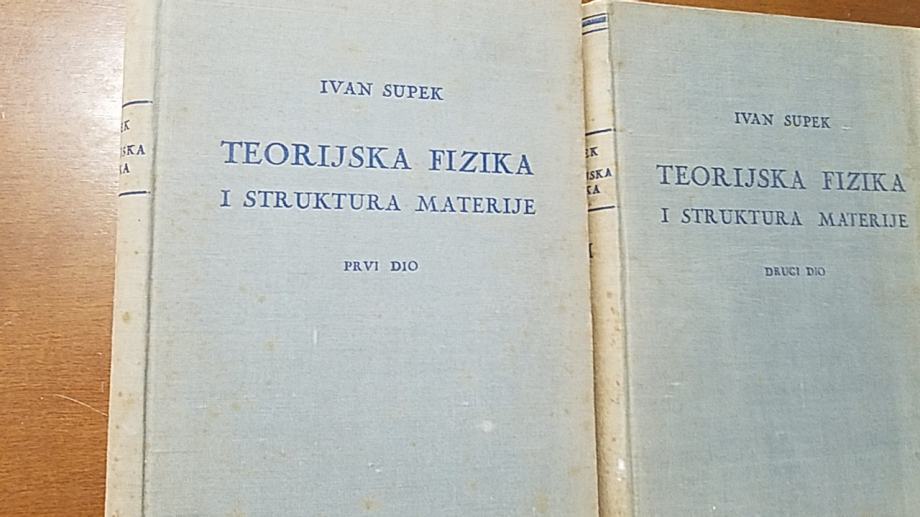 IVAN SUPEK
TEORIJSKA FIZIKA
I STRUKTURA MATERIJE
PRVI DIO
IVAN SUPEK
TEORIJSKA FIZIKA
I STRUKTURA MATERIJE
DRUGI DIO